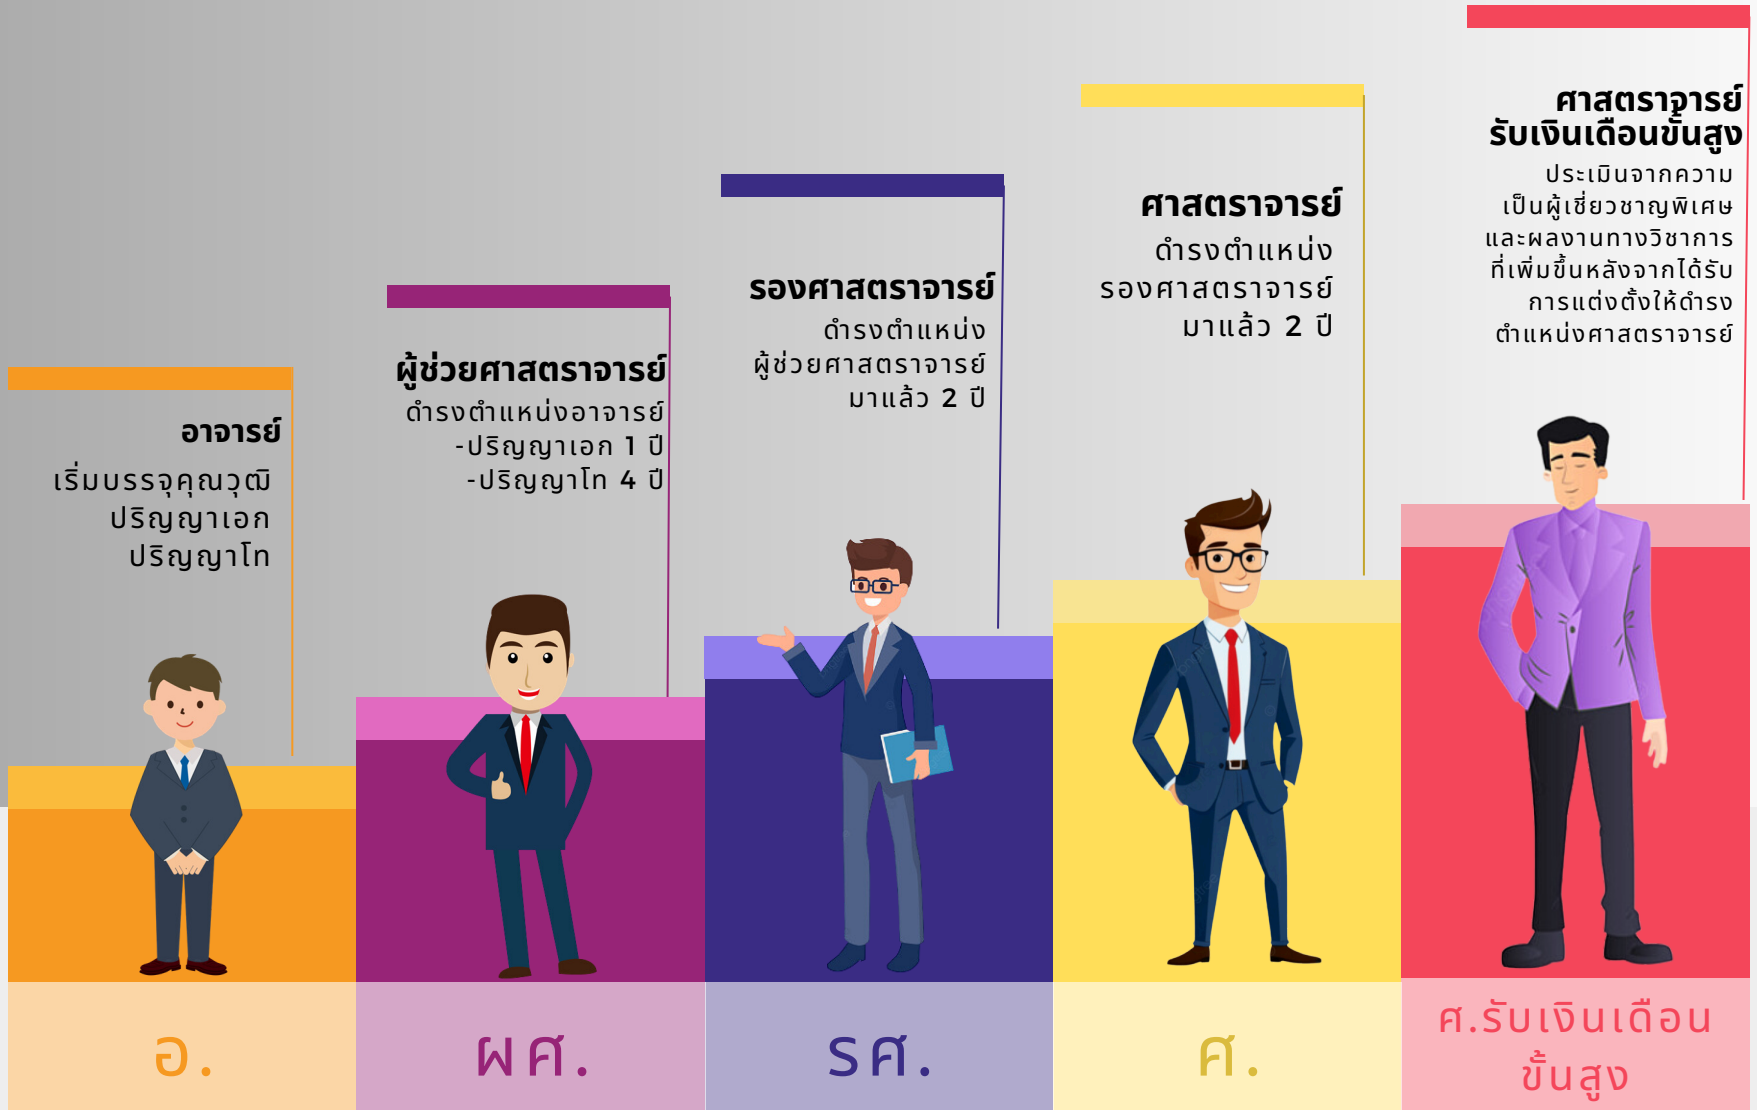 อาจารย์
เริ่มบรรจุคุณวุฒิ
ปริญญาเอก
ปริญญาโท
ผู้ช่วยศาสตราจารย์
ดำรงตำแหน่งอาจารย์
-ปริญญาเอก 1 ปี
-ปริญญาโท 4 ปี
รองศาสตราจารย์
ดำรงตำแหน่ง
ผู้ช่วยศาสตราจารย์
มาแล้ว 2 ปี
ศาสตราจารย์
ดำรงตำแหน่ง
รองศาสตราจารย์
มาแล้ว 2 ปี
ศาสตราจารย์
รับเงินเดือนขั้นสูง
ประเมินจากความ
เป็นผู้เชี่ยวชาญพิเศษ
และผลงานทางวิชาการ
ที่เพิ่มขึ้นหลังจากได้รับ
การแต่งตั้งให้ดำรง
ตำแหน่งศาสตราจารย์
อ.
ผศ.
รศ.
ศ.
ศ.รับเงินเดือน
ขั้นสูง